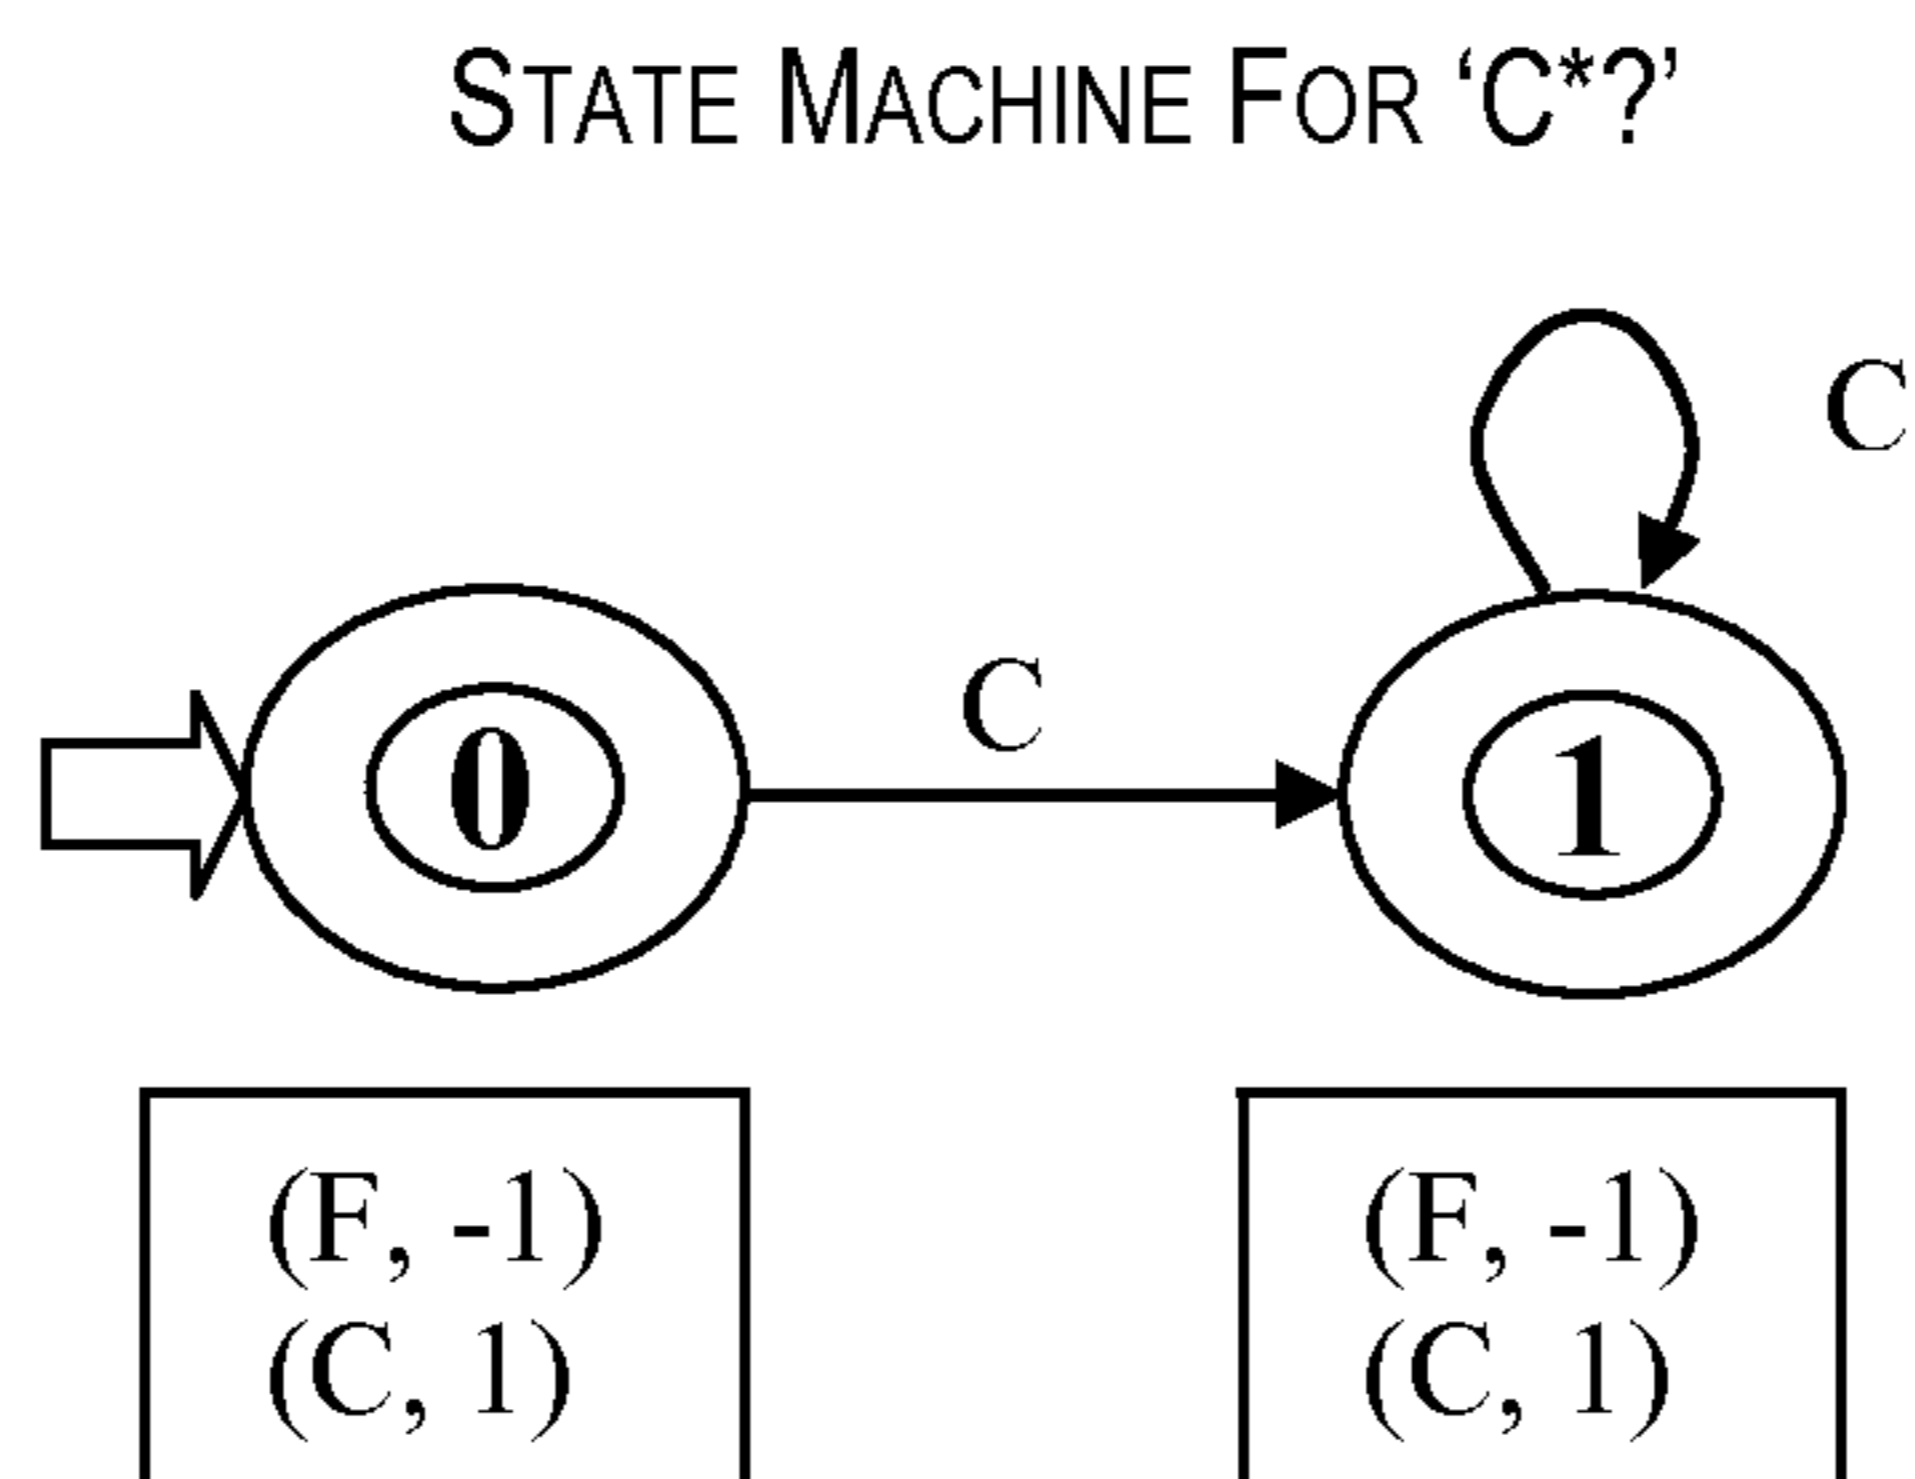 STATE MACHINE FOR ‘C*?’
C
C
0
1
(F, -1)
(F, -1)
(C, 1)
(C, 1)